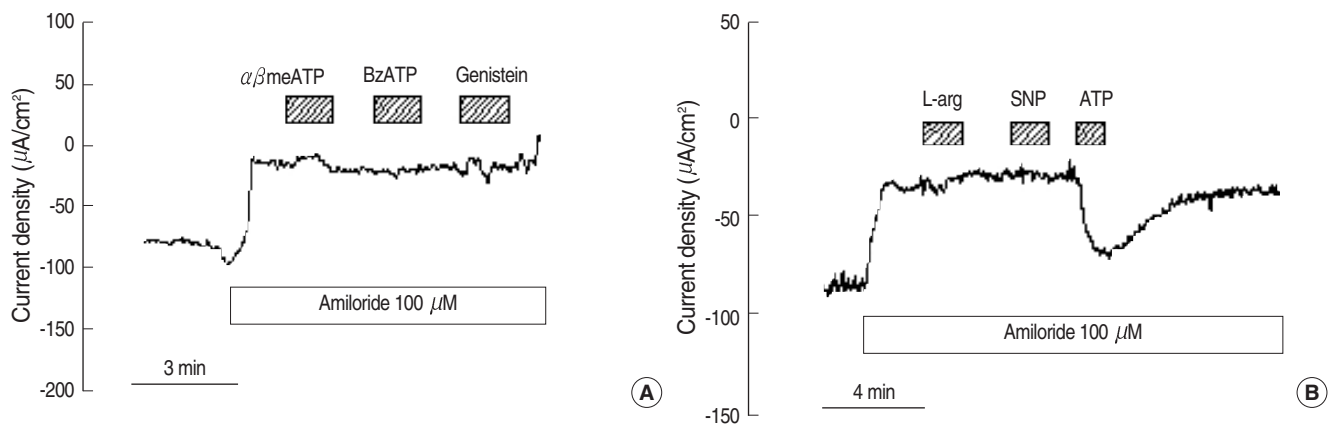 100
50
0
-50
-100
-150
-200
Current density (µA/cm²)
αβmeATP BzATP Genistein
Amiloride 100 µM
3 min
A
50
0
-50
-100
-150
Current density (µA/cm²)
L-arg SNP ATP
Amiloride 100 µM
4 min
B